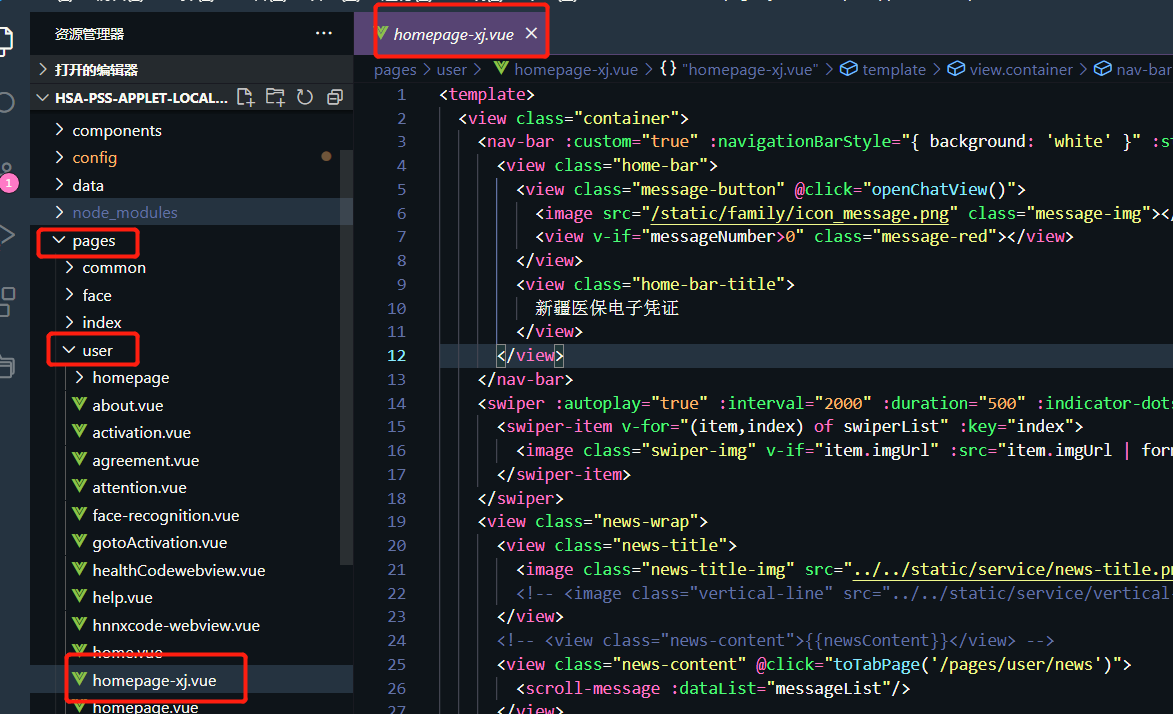 资源管理器
···
打开的编辑器
HSA-PSS-APPLET-LOCAL...
components
config
data
node_modules
1
pages
common
face
index
user
homepage
about.vue
activation.vue
agreement.vue
attention.vue
face-recognition.vue
gotoActivation.vue
healthCodewebview.vue
help.vue
hnnxcode-webview.vue
home.vue
homepage-xj.vue
homepage.vue
homepage-xj.vue
pages > user > homepage-xj.vue > {} "homepage-xj.vue" > template > view.container > nav-bar
1 <template>
2 <view class="container">
3 <nav-bar :custom="true" :navigationBarStyle="{ background: 'white' }" :s
4 <view class="home-bar">
5 <view class="message-button" @click="openChatView()">
6 <image src="/static/family/icon_message.png" class="message-img"></
7 <view v-if="messageNumber>0" class="message-red"></view>
8 </view>
9 <view class="home-bar-title">
10 新疆医保电子凭证
11 </view>
12 </view>
13 </nav-bar>
14 <swiper :autoplay="true" :interval="2000" :duration="500" :indicator-dots
15 <swiper-item v-for="(item,index) of swiperList" :key="index">
16 <image class="swiper-img" v-if="item.imgUrl" :src="item.imgUrl | for
17 </swiper-item>
18 </swiper>
19 <view class="news-wrap">
20 <view class="news-title">
21 <image class="news-title-img" src="../../static/service/news-title.p
22 <!-- <image class="vertical-line" src="../../static/service/vertical-
23 </view>
24 <!-- <view class="news-content">{{newsContent}}</view> -->
25 <view class="news-content" @click="toTabPage('/pages/user/news')">
26 <scroll-message :dataList="messageList"/>
27 </view>